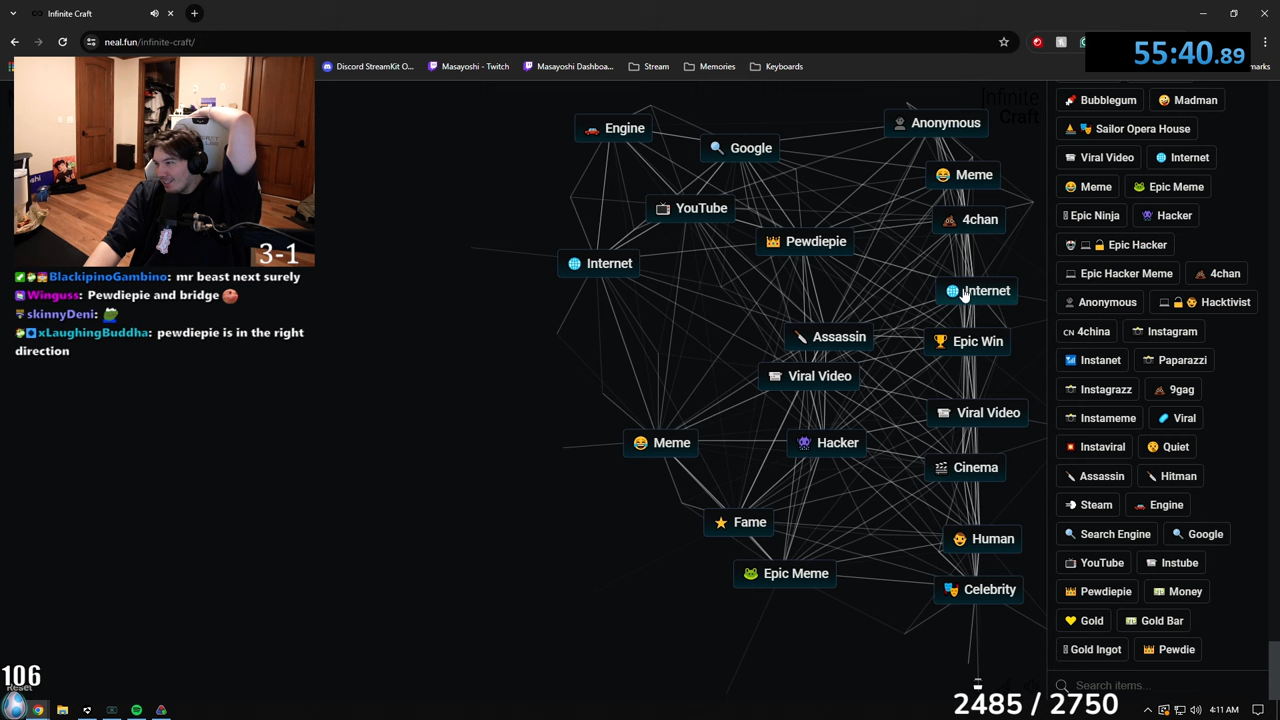 Infinite Craft
neal.fun/infinite-craft/
55:40.89
Discord StreamKit O...
Masayoshi - Twitch
Masayoshi Dashboa...
Stream
Memories
Keyboards
3-1
BlackipinoGambino: mr beast next surely
Winguss: Pewdiepie and bridge
skinnyDeni:
xLaughingBuddha: pewdiepie is in the right
direction
Infinite
Craft
Engine
Google
Anonymous
Meme
YouTube
4chan
Pewdiepie
Internet
Internet
Assassin
Epic Win
Viral Video
Viral Video
Meme
Hacker
Cinema
Fame
Human
Epic Meme
Celebrity
Bubblegum Madman
Sailor Opera House
Viral Video Internet
Meme Epic Meme
Epic Ninja Hacker
Epic Hacker
Epic Hacker Meme 4chan
Anonymous Hacktivist
CN 4china Instagram
Instanet Paparazzi
Instagrazz 9gag
Instameme Viral
Instaviral Quiet
Assassin Hitman
Steam Engine
Search Engine Google
YouTube Instube
Pewdiepie Money
Gold Gold Bar
Gold Ingot Pewdie
Search items...
106
Reset
2485 / 2750
4:11 AM